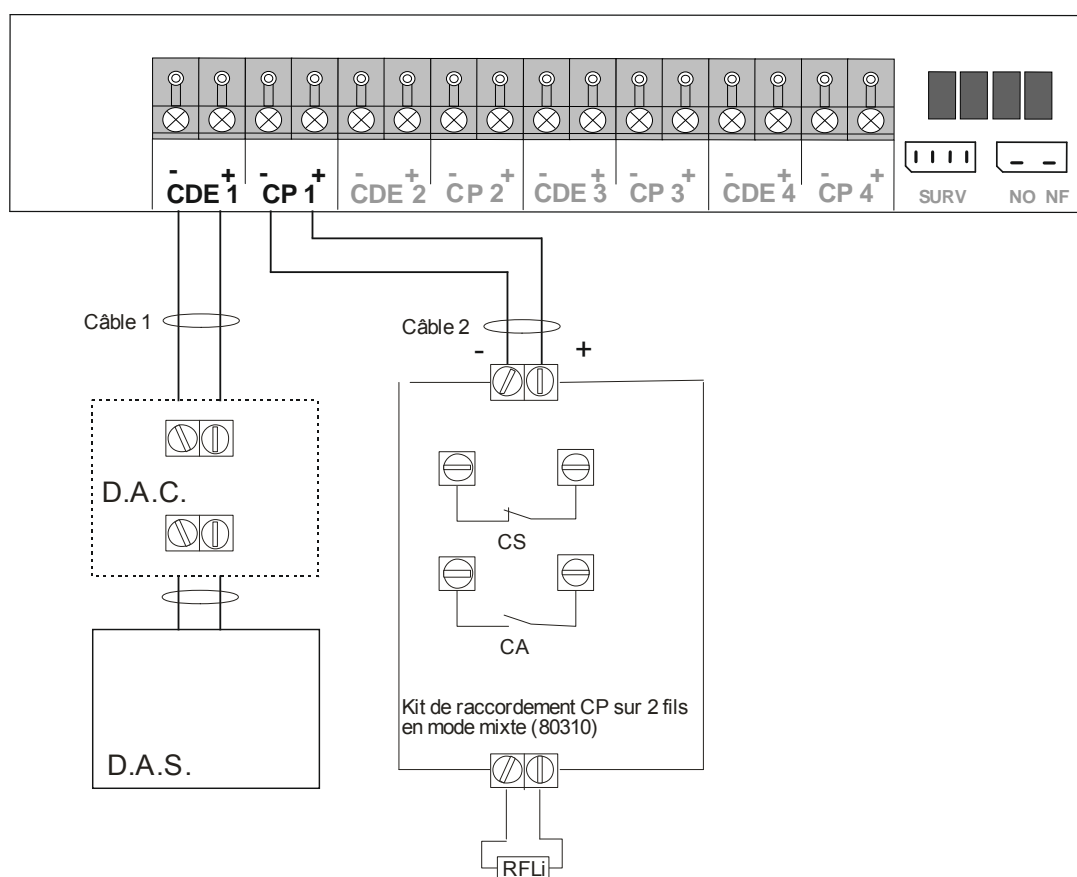 - + - + - + - + - + - + - + - +
CDE 1 CP 1 CDE 2 CP 2 CDE 3 CP 3 CDE 4 CP 4
SURV NO NF
Câble 1
Câble 2
- +
D.A.C.
CS
CA
Kit de raccordement CP sur 2 fils
en mode mixte (80310)
D.A.S.
RFLi